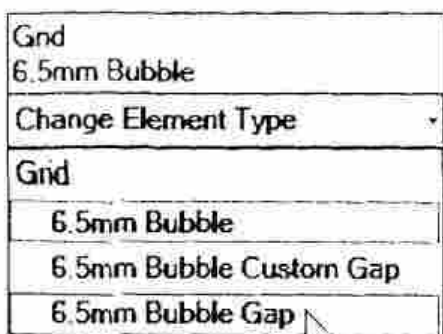 Grid
6.5mm Bubble
Change Element Type
Grid
6.5mm Bubble
6.5mm Bubble Custom Gap
6.5mm Bubble Gap